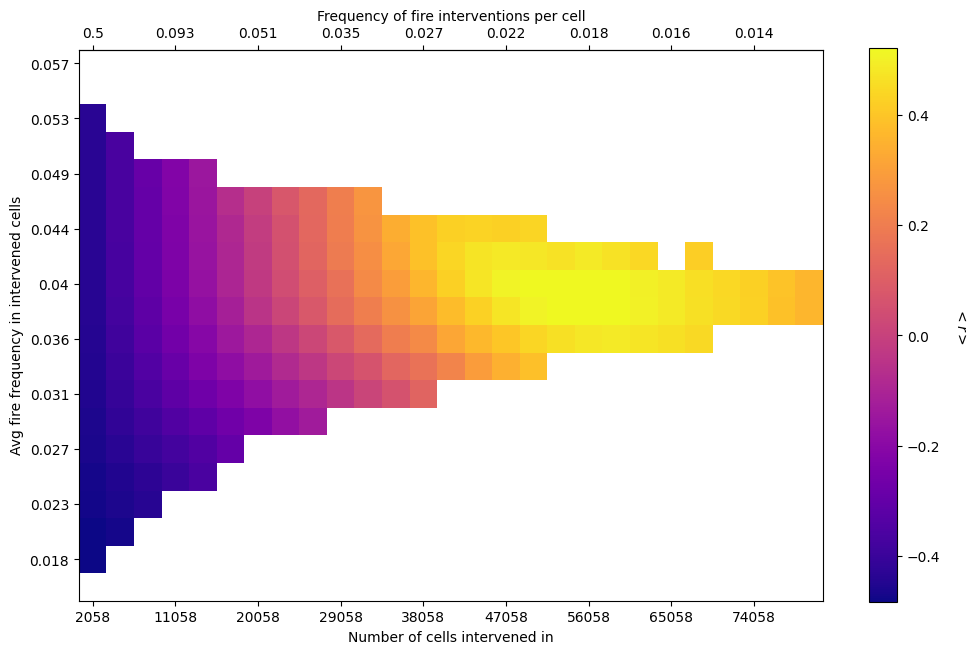 Frequency of fire interventions per cell
0.5 0.093 0.051 0.035 0.027 0.022 0.018 0.016 0.014
Avg fire frequency in intervened cells
0.057
0.053
0.049
0.044
0.04
0.036
0.031
0.027
0.023
0.018
2058 11058 20058 29058 38058 47058 56058 65058 74058
Number of cells intervened in
0.4
0.2
0.0
−0.2
−0.4
< r >